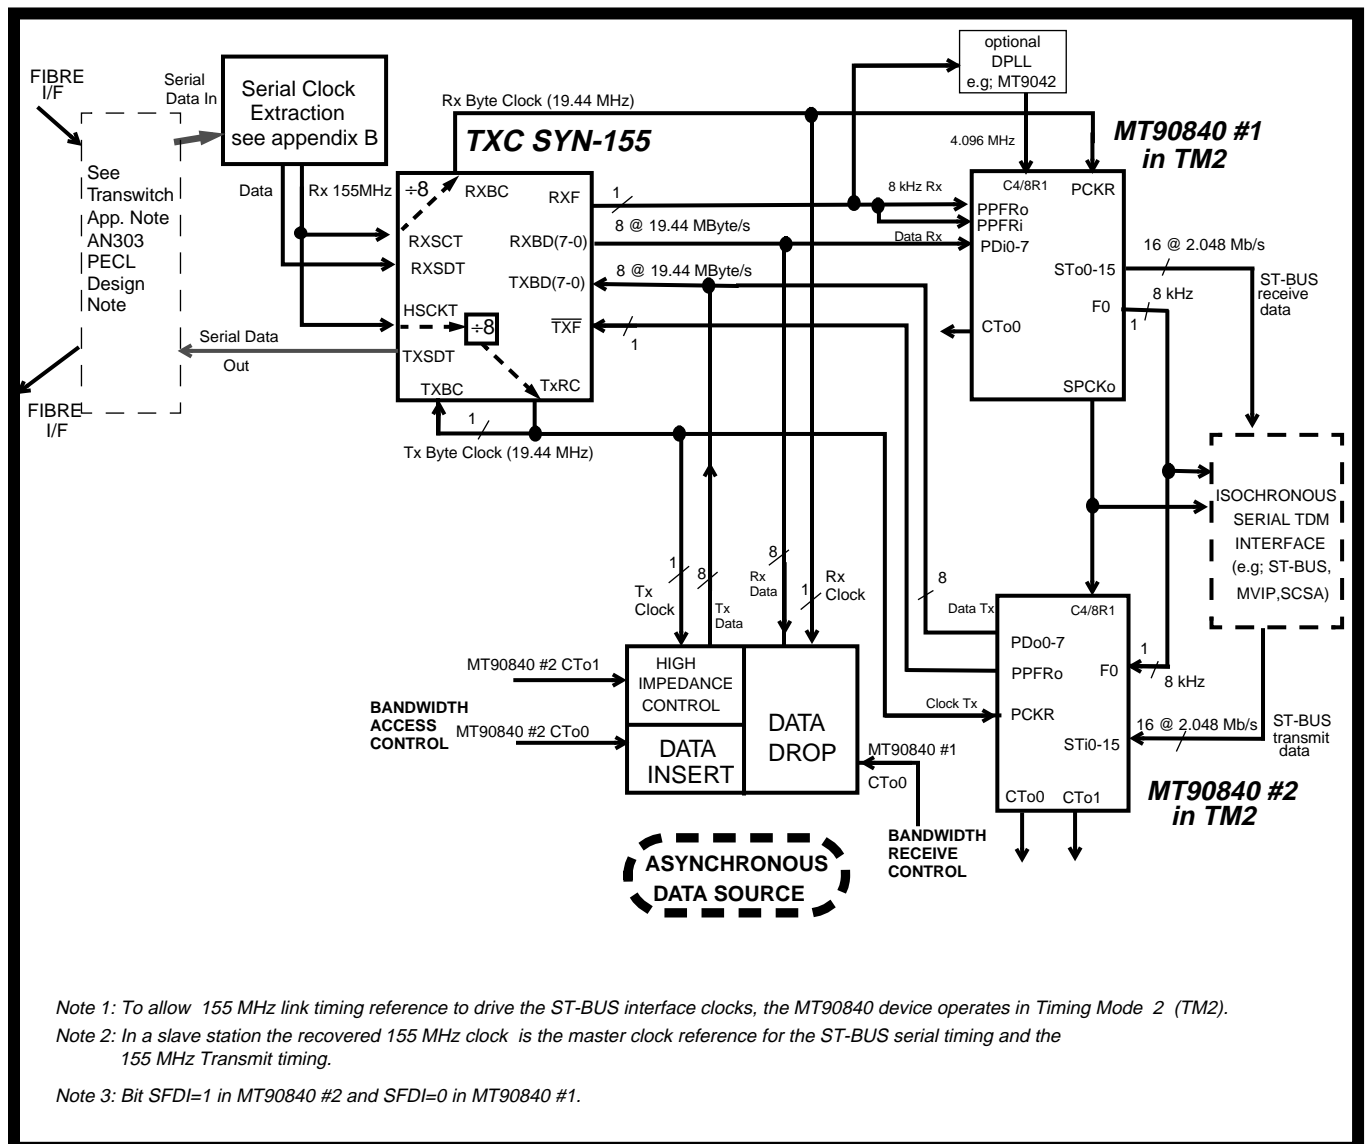 FIBRE
I/F
Serial
Data In
Serial Clock
Extraction
see appendix B
See
Transwitch
App. Note
AN303
PECL
Design
Note
Data
Rx 155MHz
Serial Data
Out
FIBRE
I/F
Rx Byte Clock (19.44 MHz)
TXC SYN-155
÷8
RXBC
RXF
RXSCT
RXBD(7-0)
RXSDT
TXBD(7-0)
HSCKT
÷8
TXF
TXSDT
TXBC
TxRC
1
8 @ 19.44 MByte/s
8 @ 19.44 MByte/s
1
1
Tx Byte Clock (19.44 MHz)
optional
DPLL
e.g; MT9042
4.096 MHz
MT90840 #1
in TM2
8 kHz Rx
Data Rx
C4/8R1
PCKR
PPFRo
PPFRi
PDi0-7
STo0-15
F0
CTo0
SPCKo
16 @ 2.048 Mb/s
8 kHz
1
ST-BUS
receive
data
ISOCHRONOUS
SERIAL TDM
INTERFACE
(e.g; ST-BUS,
MVIP,SCSA)
1
Tx
Clock
8
Tx
Data
8
Rx
Data
1
Rx
Clock
8
Data Tx
Clock Tx
C4/8R1
PDo0-7
PPFRo
F0
PCKR
STi0-15
CTo0
CTo1
1
8 kHz
16 @ 2.048 Mb/s
ST-BUS
transmit
data
MT90840 #2
in TM2
MT90840 #2 CTo1
BANDWIDTH
ACCESS
CONTROL
MT90840 #2 CTo0
HIGH
IMPEDANCE
CONTROL
DATA
INSERT
DATA
DROP
MT90840 #1
CTo0
BANDWIDTH
RECEIVE
CONTROL
ASYNCHRONOUS
DATA SOURCE
Note 1: To allow 155 MHz link timing reference to drive the ST-BUS interface clocks, the MT90840 device operates in Timing Mode 2 (TM2).
Note 2: In a slave station the recovered 155 MHz clock is the master clock reference for the ST-BUS serial timing and the
155 MHz Transmit timing.
Note 3: Bit SFDI=1 in MT90840 #2 and SFDI=0 in MT90840 #1.